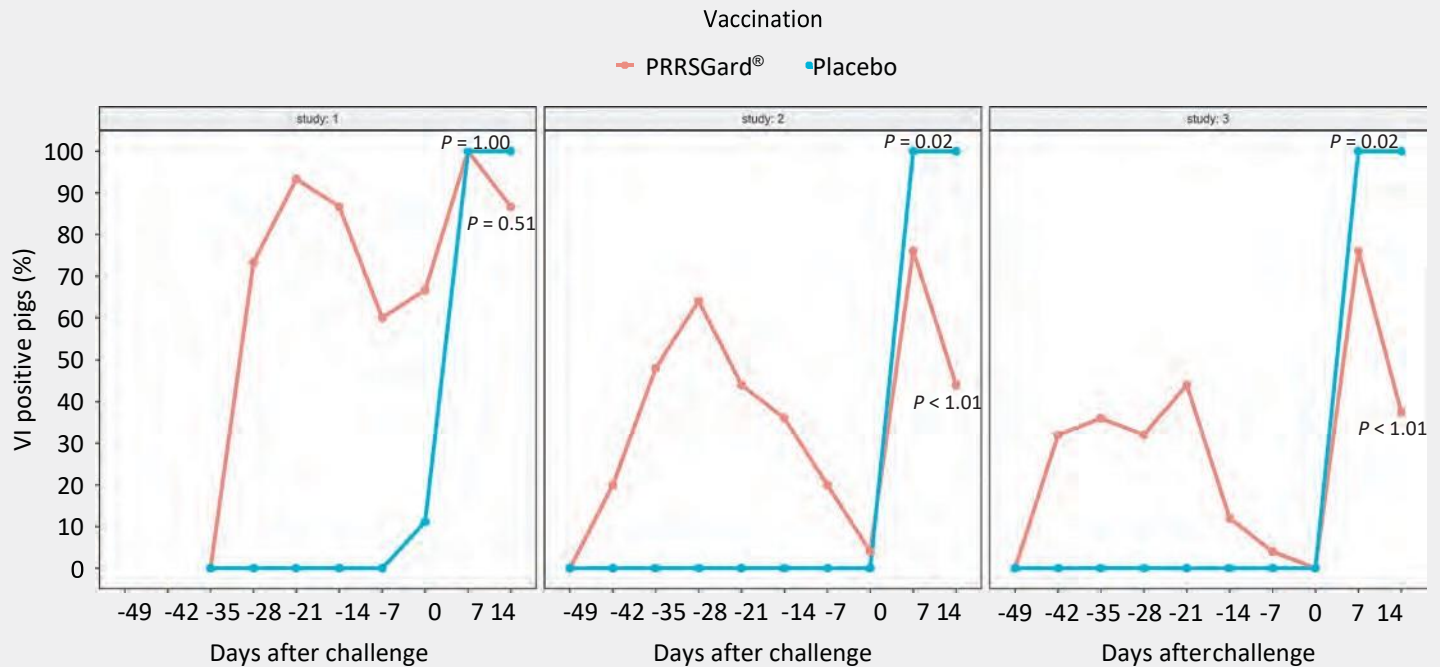 Vaccination
PRRSGard® Placebo
study: 1
study: 2
study: 3
VI positive pigs (%)
100
90
80
70
60
50
40
30
20
10
0
P = 1.00
P = 0.51
P = 0.02
P < 1.01
P = 0.02
P < 1.01
-49 -42 -35 -28 -21 -14 -7 0 7 14
-49 -42 -35 -28 -21 -14 -7 0 7 14
-49 -42 -35 -28 -21 -14 -7 0 7 14
Days after challenge
Days after challenge
Days afterchallenge